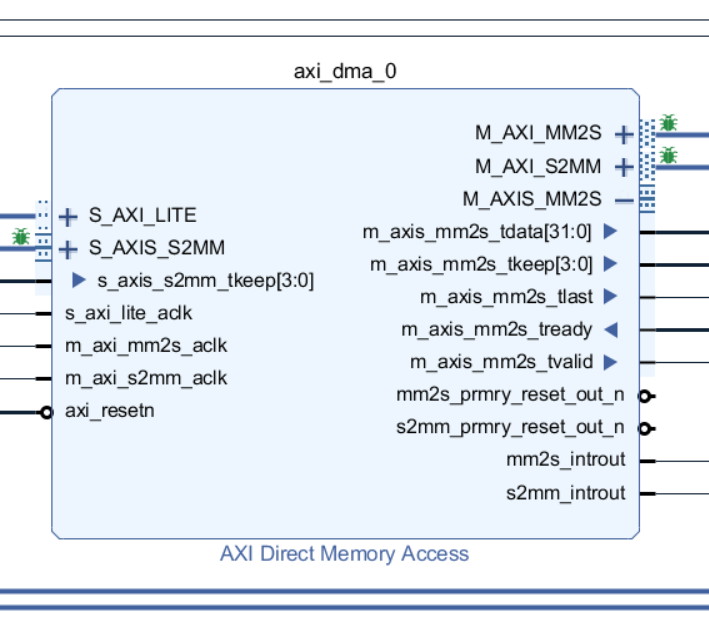 axi_dma_0
S_AXI_LITE
S_AXIS_S2MM
s_axis_s2mm_tkeep[3:0]
s_axi_lite_aclk
m_axi_mm2s_aclk
m_axi_s2mm_aclk
axi_resetn
M_AXI_MM2S
M_AXI_S2MM
M_AXIS_MM2S
m_axis_mm2s_tdata[31:0]
m_axis_mm2s_tkeep[3:0]
m_axis_mm2s_tlast
m_axis_mm2s_tready
m_axis_mm2s_tvalid
mm2s_prmry_reset_out_n
s2mm_prmry_reset_out_n
mm2s_introut
s2mm_introut
AXI Direct Memory Access